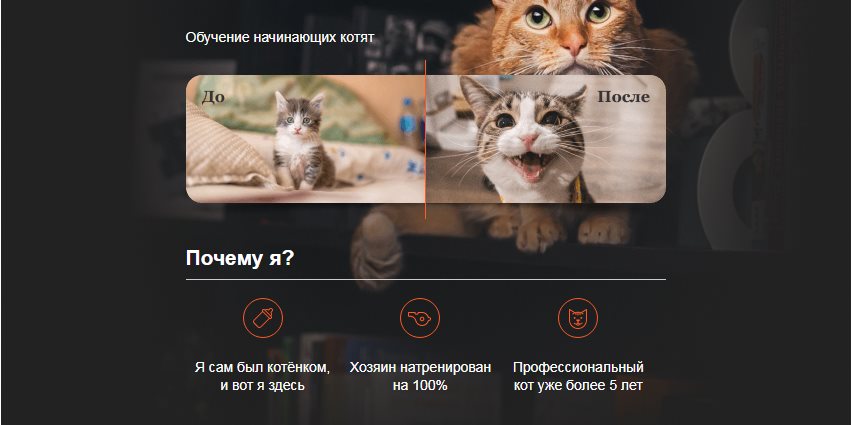 Обучение начинающих котят
До
После
Почему я?
Я сам был котёнком,
и вот я здесь
Хозяин натренирован
на 100%
Профессиональный
кот уже более 5 лет